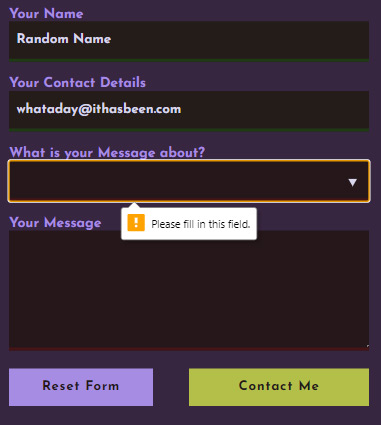 Your Name
Random Name
Your Contact Details
whataday@ithasbeen.com
What is your Message about?
Please fill in this field.
Your Message
Reset Form
Contact Me